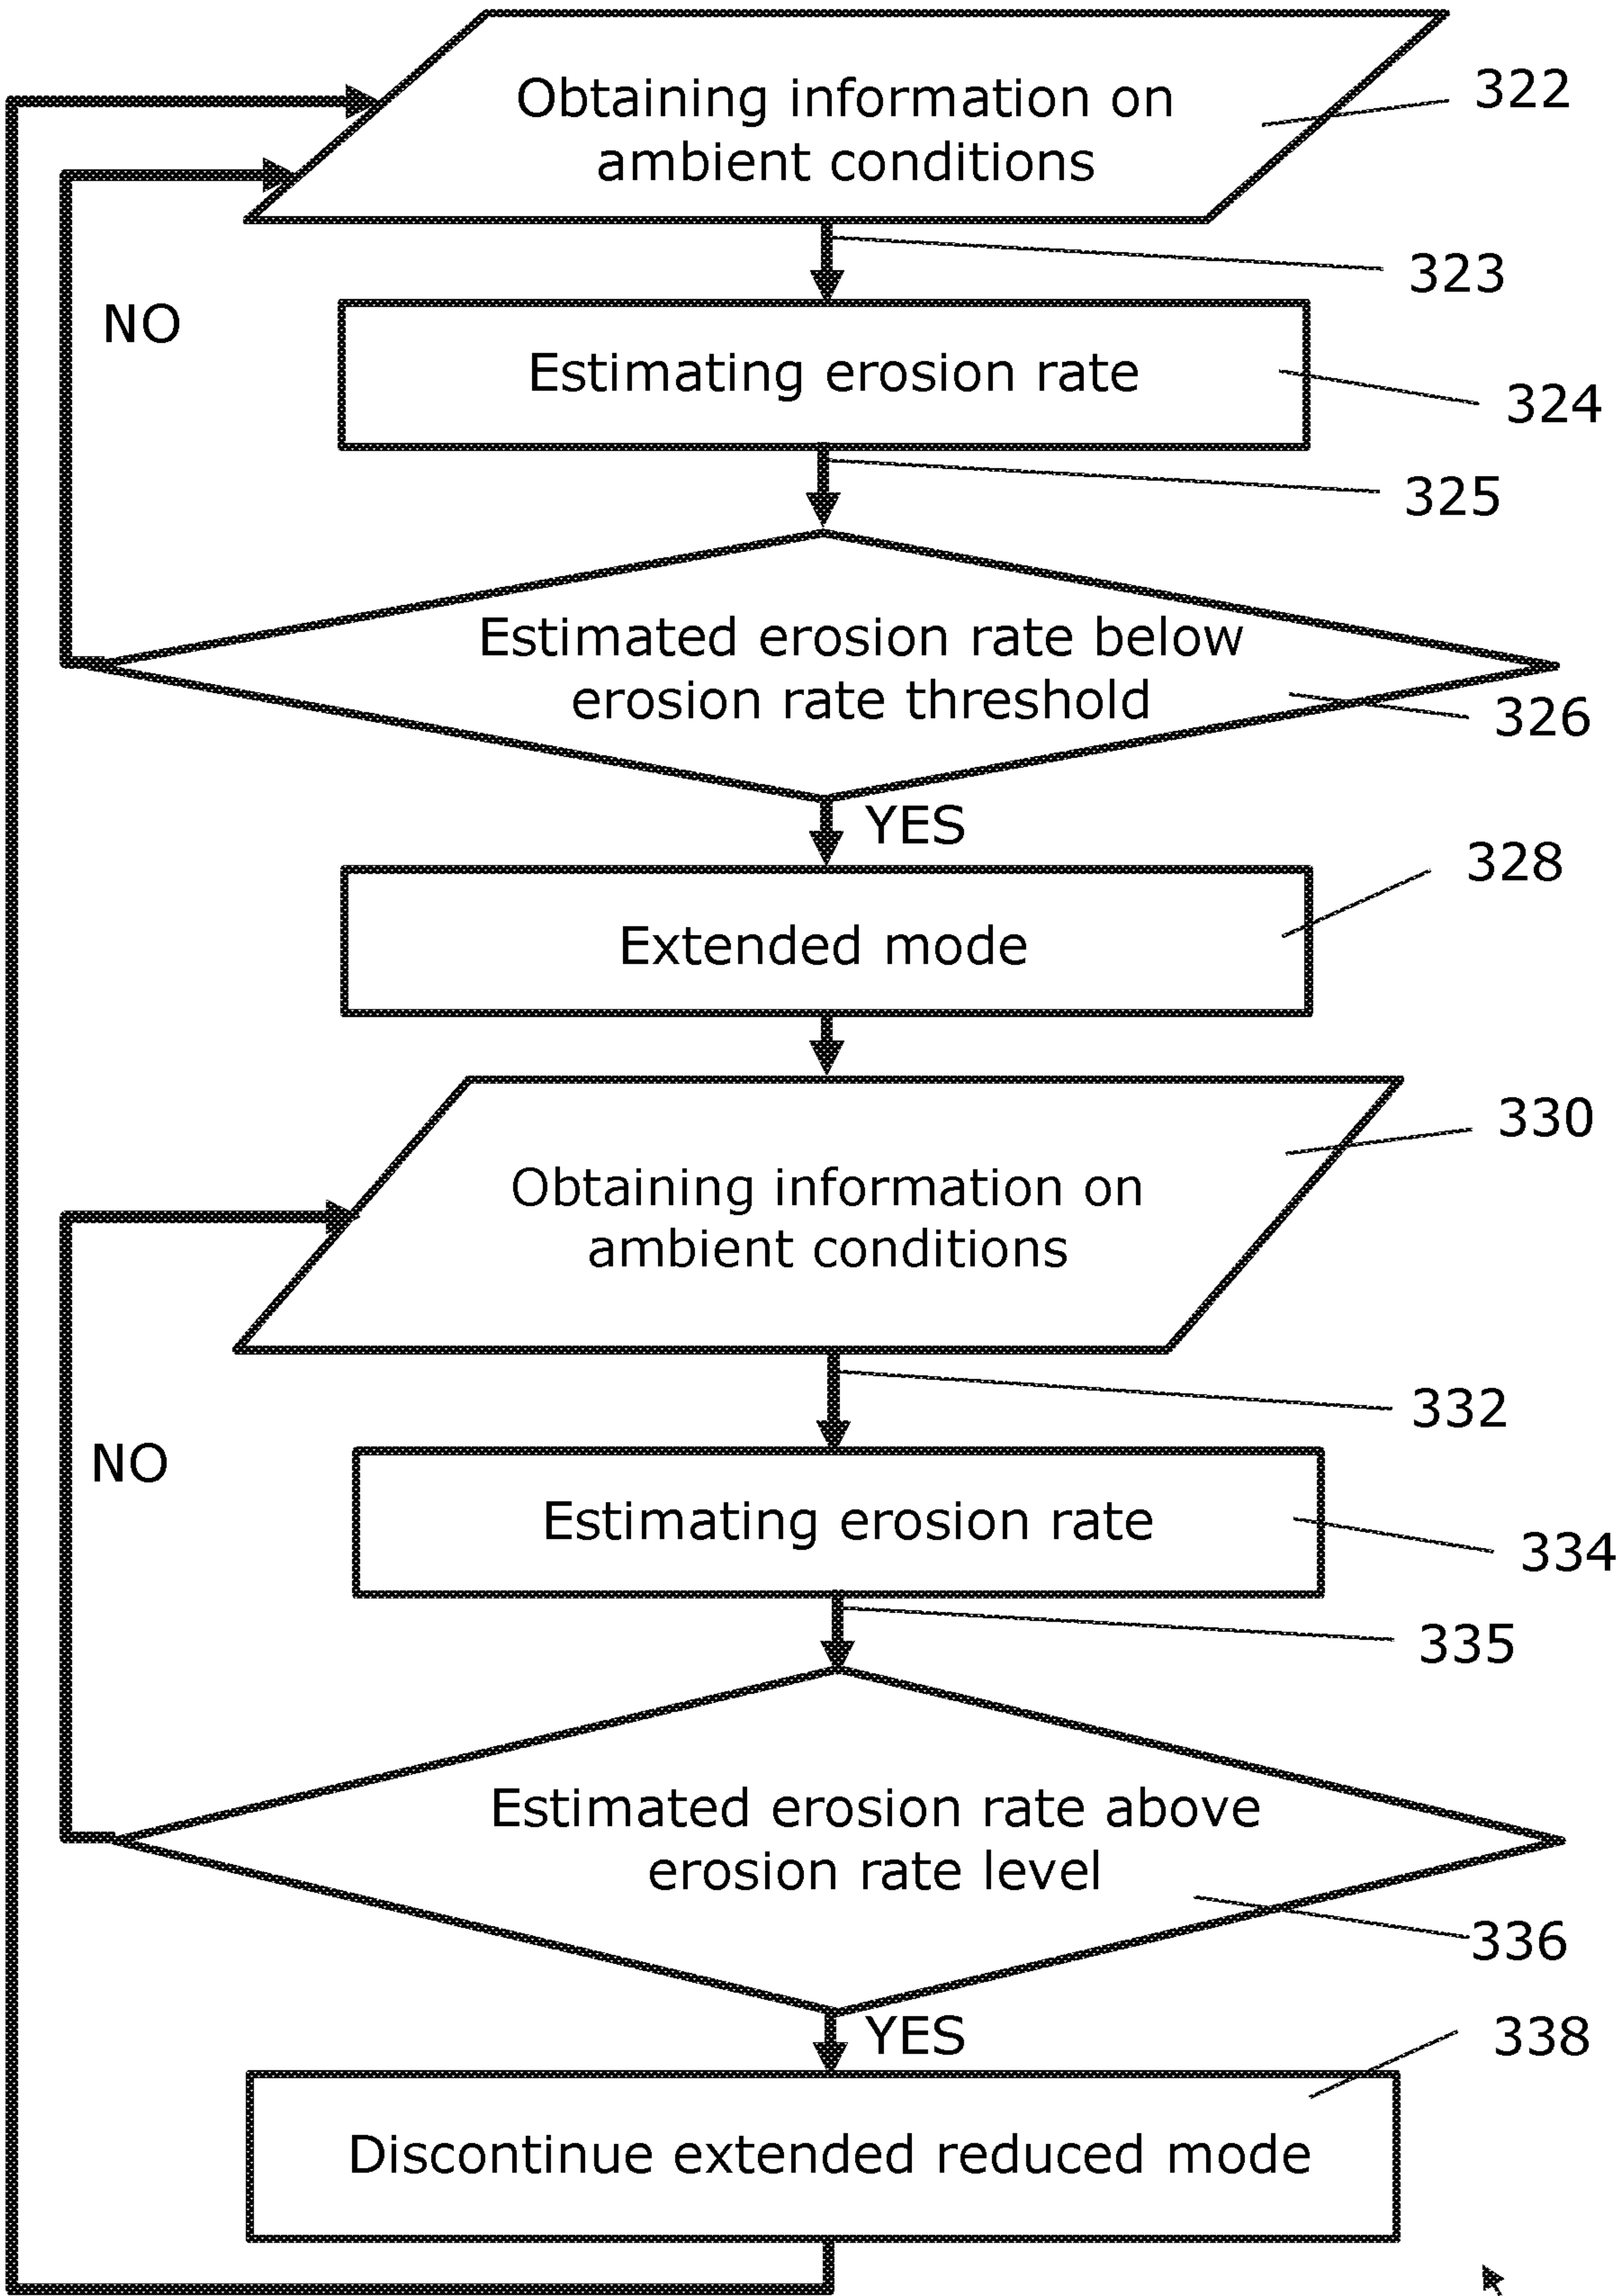 Obtaining information on
ambient conditions
322
323
NO
Estimating erosion rate
324
325
Estimated erosion rate below
erosion rate threshold
326
YES
328
Extended mode
330
Obtaining information on
ambient conditions
332
NO
Estimating erosion rate
334
335
Estimated erosion rate above
erosion rate level
336
YES
338
Discontinue extended reduced mode